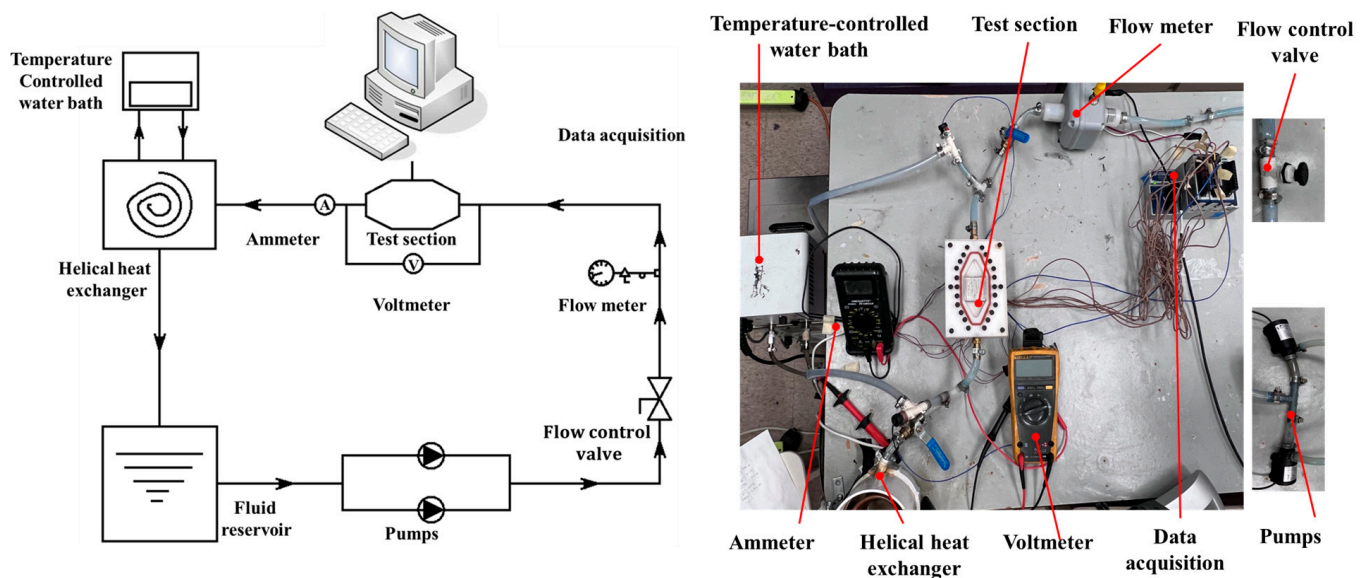 Temperature
Controlled
water bath
Data acquisition
A
Ammeter
Test section
V
Voltmeter
Helical heat
exchanger
Flow meter
Flow control
valve
Fluid
reservoir
Pumps
Temperature-controlled
water bath
Test section
Flow meter
Flow control
valve
Ammeter
Helical heat
exchanger
Voltmeter
Data
acquisition
Pumps